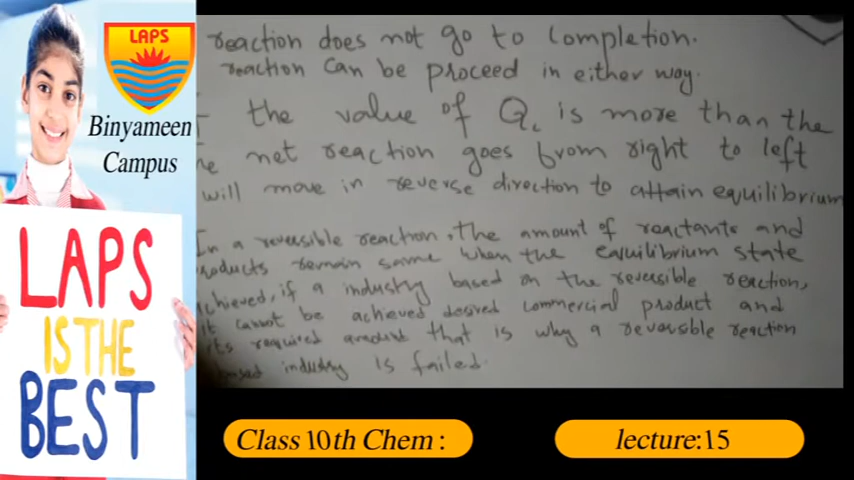 LAPS
Binyameen
Campus
LAPS
IS THE
BEST
reaction does not go to completion.
reaction can be proceed in either way.
the value of Qc is more than the
net reaction goes from right to left
will move in reverse direction to attain equilibrium
In a reversible reaction, the amount of reactants and
products remain same when the equilibrium state
achieved, if a industry based on the reversible reaction,
it cannot be achieved desired commercial product and
its required amount that is why a reversible reaction
based industry is failed.
Class 10th Chem :
lecture:15